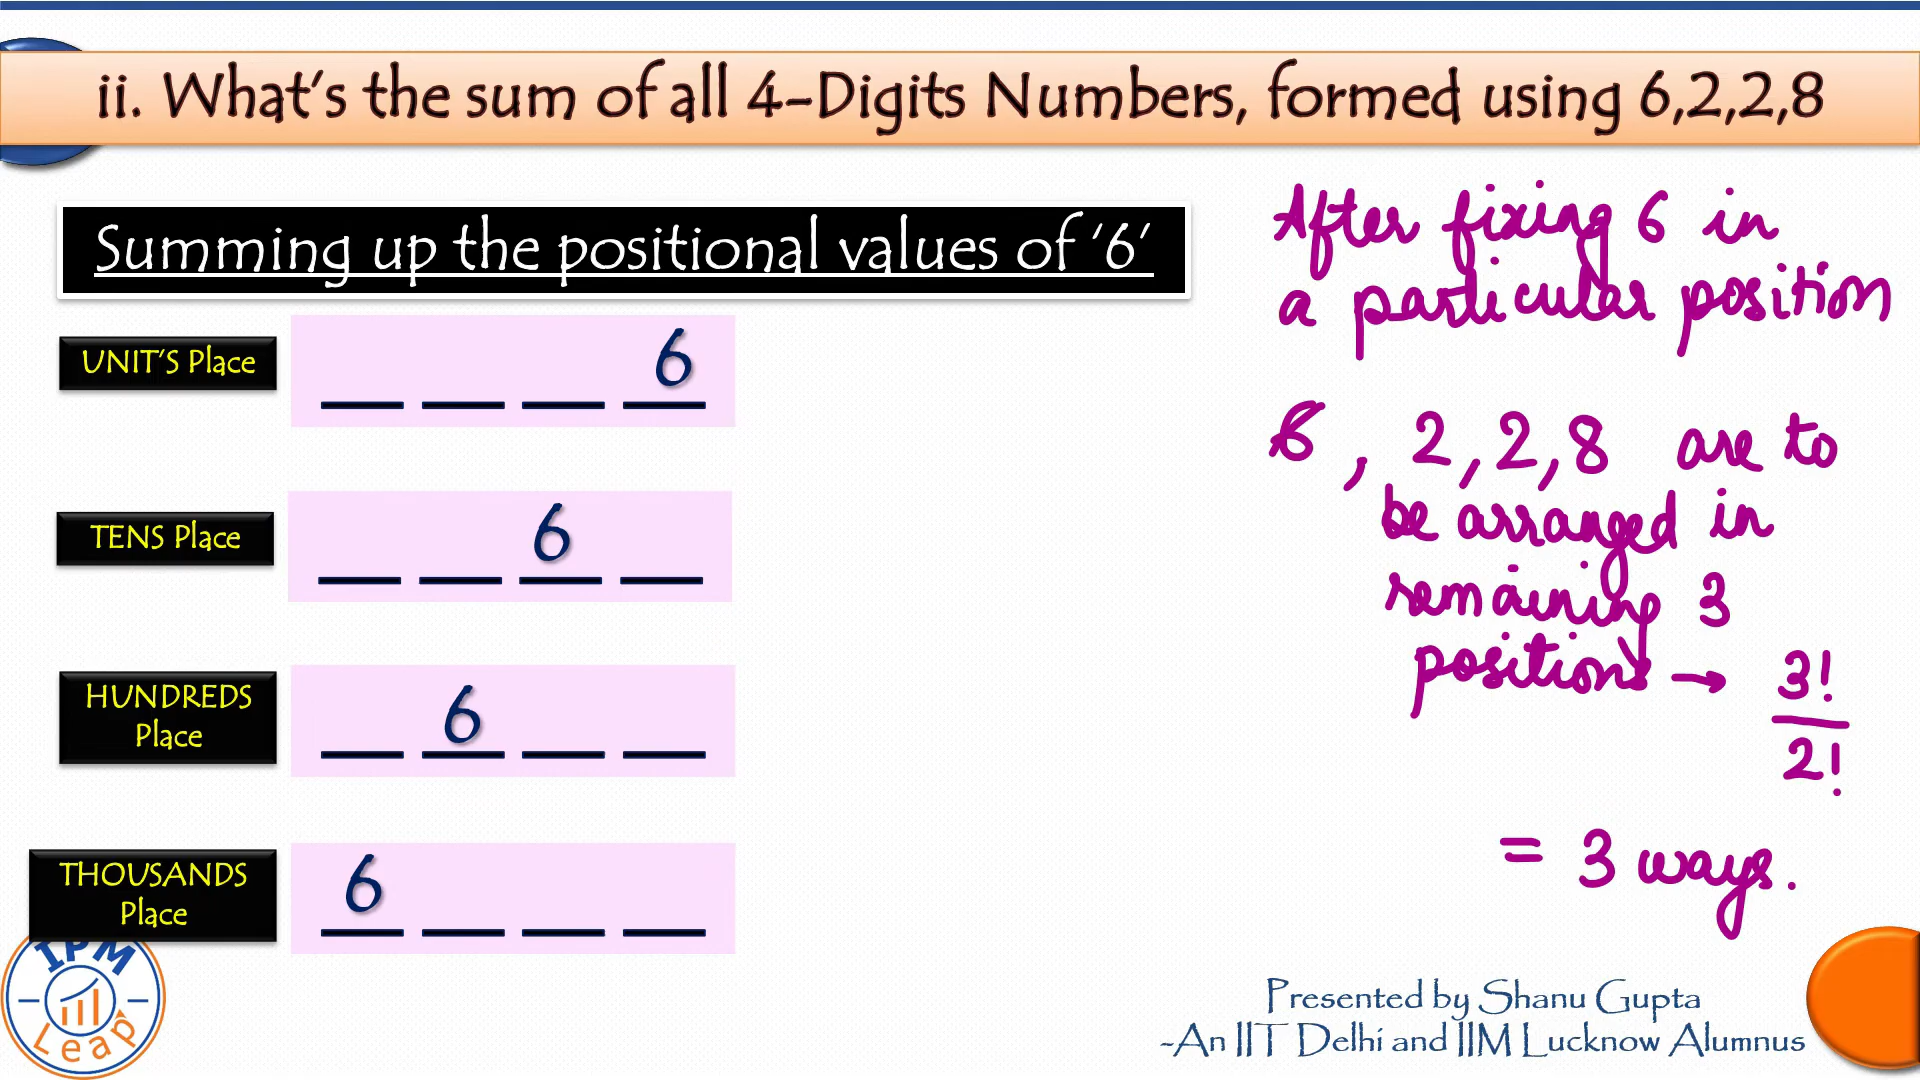 ii. What's the sum of all 4-Digits Numbers, formed using 6,2,2,8
Summing up the positional values of '6'
UNIT'S Place
6
TENS Place
6
HUNDREDS
Place
6
THOUSANDS
Place
6
After fixing 6 in
a particular position
6, 2,2,8 are to
be arranged in
remaining 3
positions → 3!
2!
= 3 ways.
IPM
Leap
Presented by Shanu Gupta
-An IIT Delhi and IIM Lucknow Alumnus